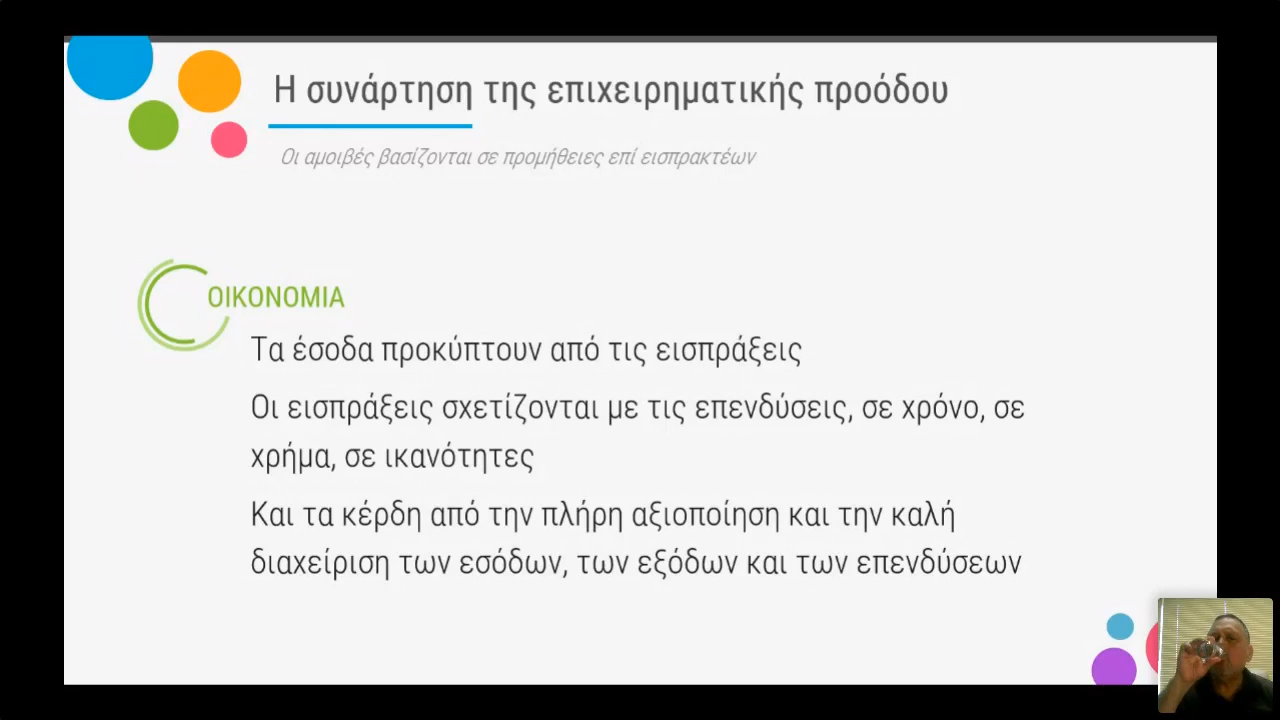 Η συνάρτηση της επιχειρηματικής προόδου
Οι αμοιβές βασίζονται σε προμήθειες επί εισπρακτέων
ΟΙΚΟΝΟΜΙΑ
Τα έσοδα προκύπτουν από τις εισπράξεις
Οι εισπράξεις σχετίζονται με τις επενδύσεις, σε χρόνο, σε
χρήμα, σε ικανότητες
Και τα κέρδη από την πλήρη αξιοποίηση και την καλή
διαχείριση των εσόδων, των εξόδων και των επενδύσεων